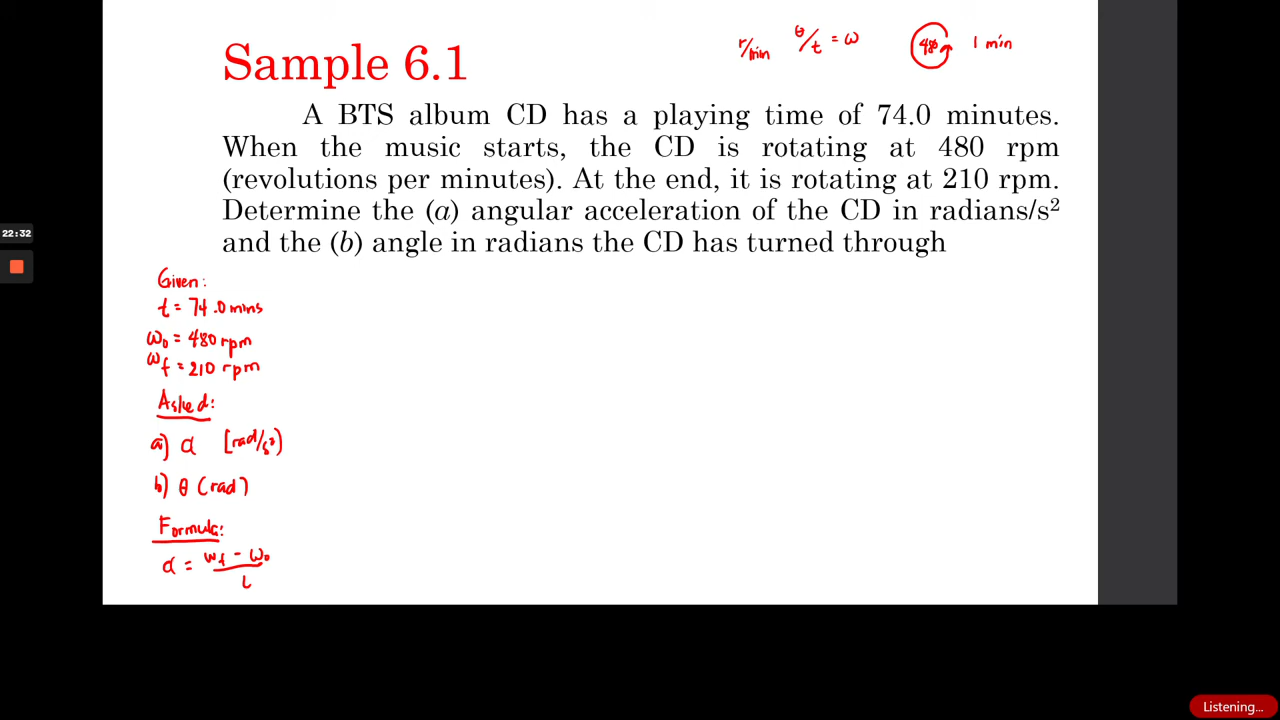 r/min θ/t = ω 480 1 min
Sample 6.1
A BTS album CD has a playing time of 74.0 minutes.
When the music starts, the CD is rotating at 480 rpm
(revolutions per minutes). At the end, it is rotating at 210 rpm.
Determine the (a) angular acceleration of the CD in radians/s²
and the (b) angle in radians the CD has turned through
22:32
Given:
t = 74.0 mins
ω₀ = 480 rpm
ωf = 210 rpm
Asked:
a) α [rad/s²)
b) θ (rad)
Formula:
α = ωf - ω₀
t
Listening...